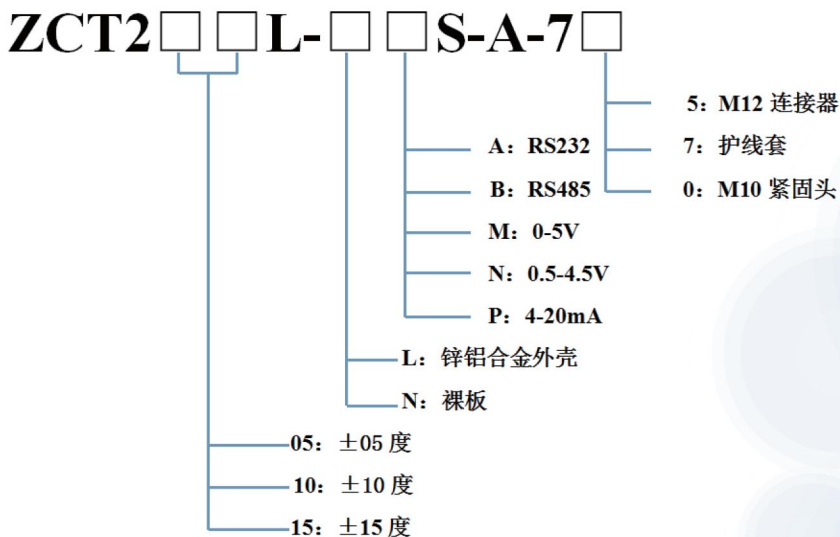 ZCT2□□L-□□S-A-7□
5：M12 连接器
A：RS232
7：护线套
B：RS485
0：M10 紧固头
M：0-5V
N：0.5-4.5V
P：4-20mA
L：锌铝合金外壳
N：裸板
05：±05 度
10：±10 度
15：±15 度